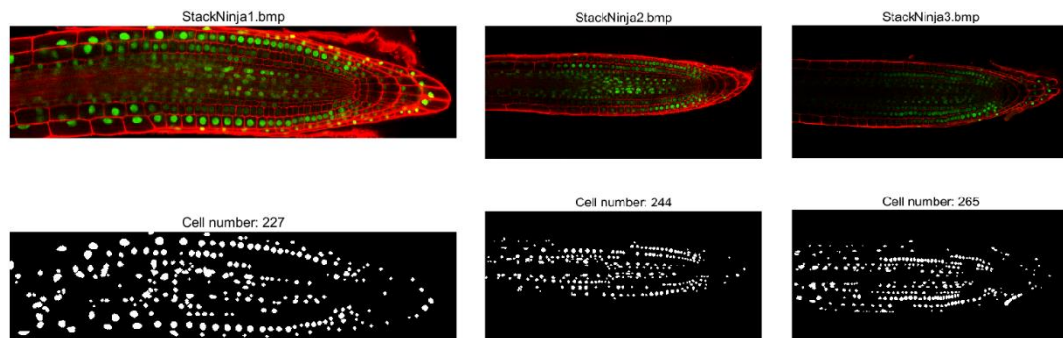 StackNinja1.bmp
StackNinja2.bmp
StackNinja3.bmp
Cell number: 227
Cell number: 244
Cell number: 265